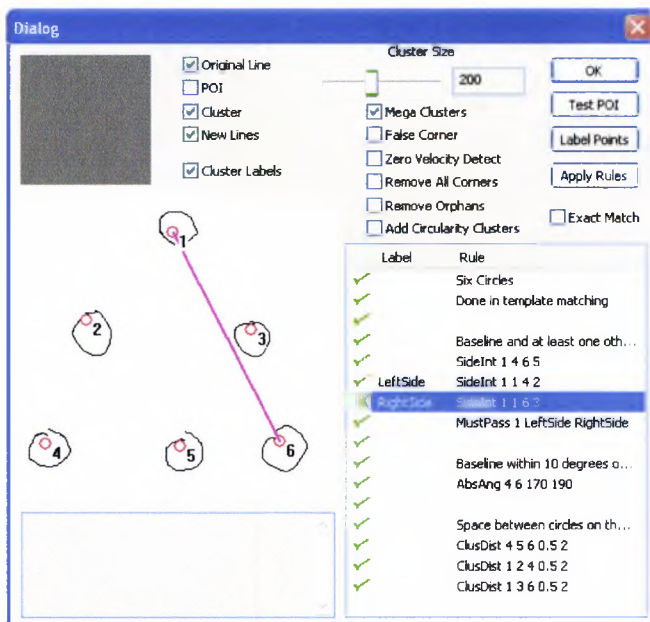 Dialog
Original Line
POI
Cluster
New Lines
Cluster Labels
Cluster Size
200
Mega Clusters
False Corner
Zero Velocity Detect
Remove All Corners
Remove Orphans
Add Circularity Clusters
OK
Test POI
Label Points
Apply Rules
Exact Match
1
2
3
4
5
6
Label Rule
Six Circles
Done in template matching
Baseline and at least one oth...
SideInt 1 4 6 5
LeftSide SideInt 1 1 4 2
RightSide SideInt 1 1 6 3
MustPass 1 LeftSide RightSide
Baseline within 10 degrees o...
AbsAng 4 6 170 190
Space between circles on th...
ClusDist 4 5 6 0.5 2
ClusDist 1 2 4 0.5 2
ClusDist 1 3 6 0.5 2